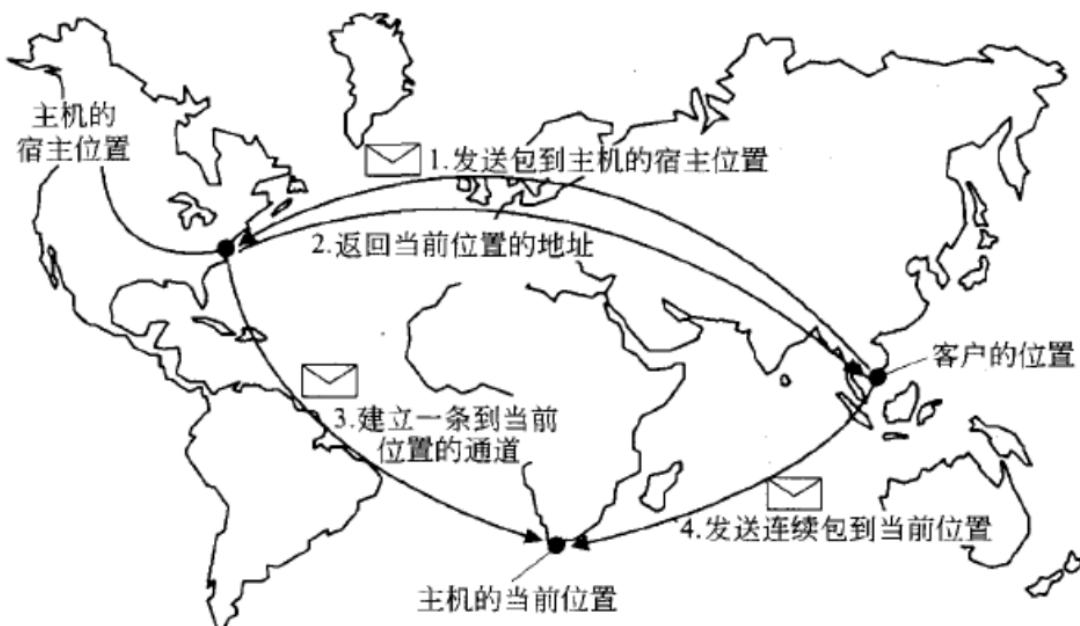 主机的
宿主位置
1.发送包到主机的宿主位置
2.返回当前位置的地址
客户的位置
3.建立一条到当前
位置的通道
4.发送连续包到当前位置
主机的当前位置